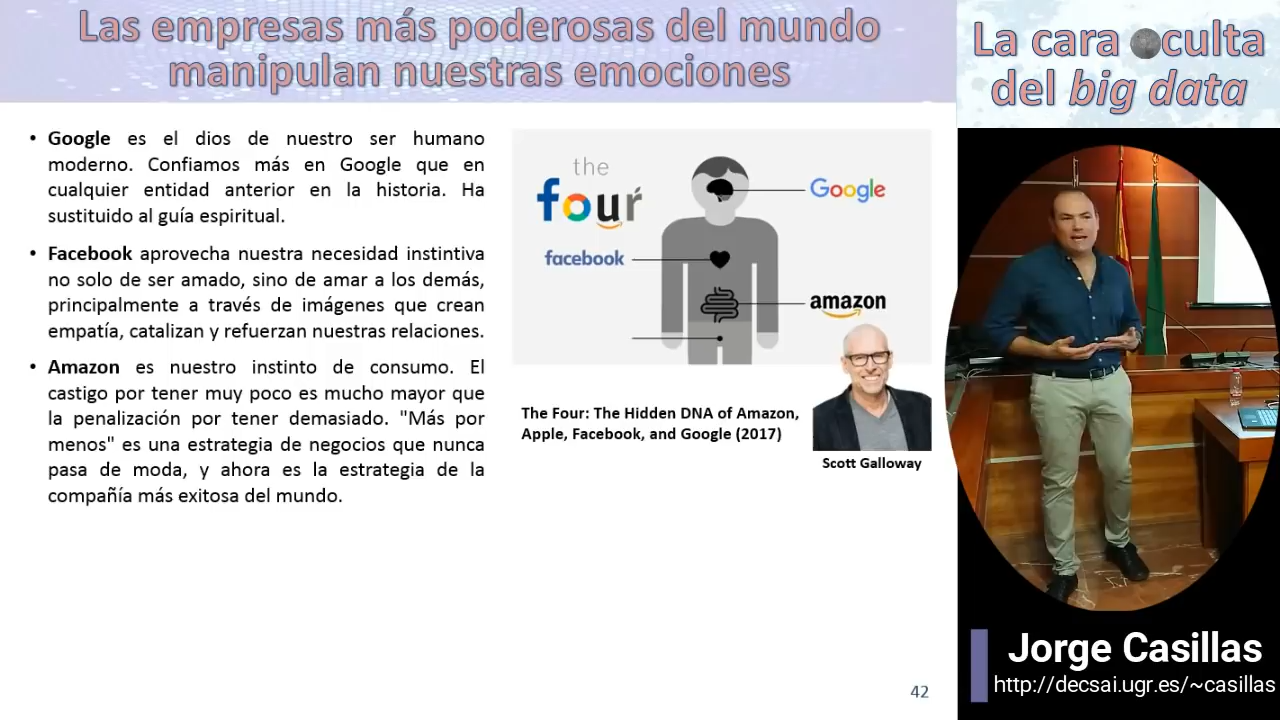 Las empresas más poderosas del mundo
manipulan nuestras emociones
La cara oculta
del big data
• Google es el dios de nuestro ser humano
moderno. Confiamos más en Google que en
cualquier entidad anterior en la historia. Ha
sustituido al guía espiritual.
• Facebook aprovecha nuestra necesidad instintiva
no solo de ser amado, sino de amar a los demás,
principalmente a través de imágenes que crean
empatía, catalizan y refuerzan nuestras relaciones.
• Amazon es nuestro instinto de consumo. El
castigo por tener muy poco es mucho mayor que
la penalización por tener demasiado. "Más por
menos" es una estrategia de negocios que nunca
pasa de moda, y ahora es la estrategia de la
compañía más exitosa del mundo.
the
four
Google
facebook
amazon
The Four: The Hidden DNA of Amazon,
Apple, Facebook, and Google (2017)
Scott Galloway
42
Jorge Casillas
http://decsai.ugr.es/~casillas